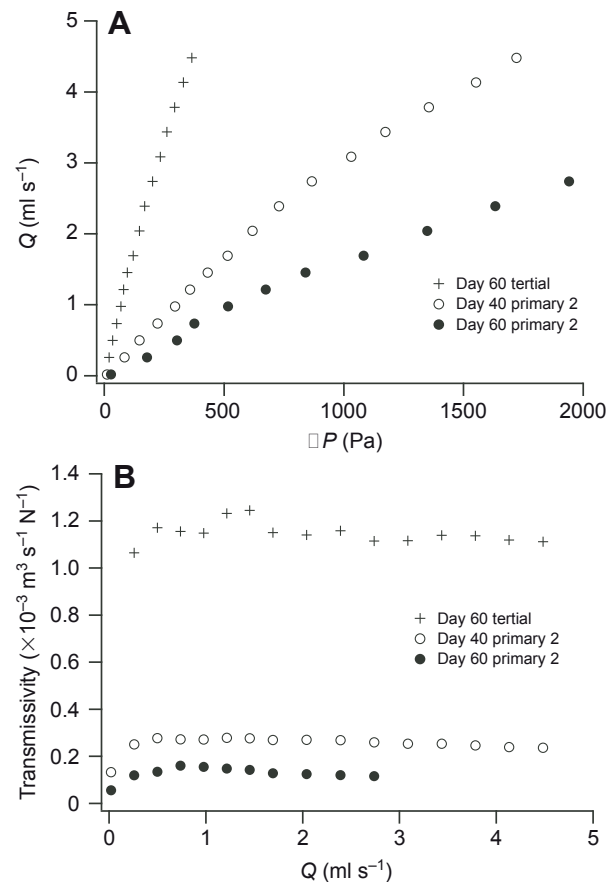 A
5
4
3
2
1
0
Q (ml s⁻¹)
+ Day 60 tertial
○ Day 40 primary 2
● Day 60 primary 2
0 500 1000 1500 2000
□ P (Pa)
B
1.4
1.2
1.0
0.8
0.6
0.4
0.2
0
Transmissivity (×10⁻³ m³ s⁻¹ N⁻¹)
+ Day 60 tertial
○ Day 40 primary 2
● Day 60 primary 2
0 1 2 3 4 5
Q (ml s⁻¹)